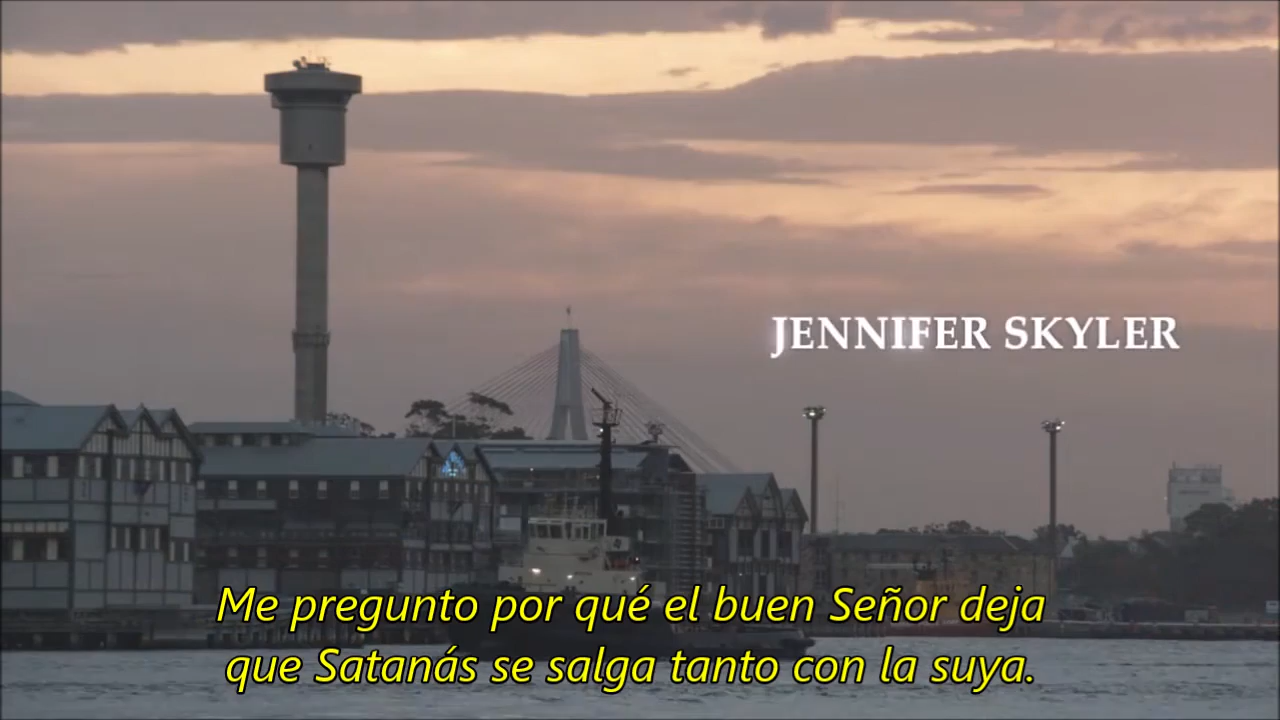 JENNIFER SKYLER
Me pregunto por qué el buen Señor deja
que Satanás se salga tanto con la suya.